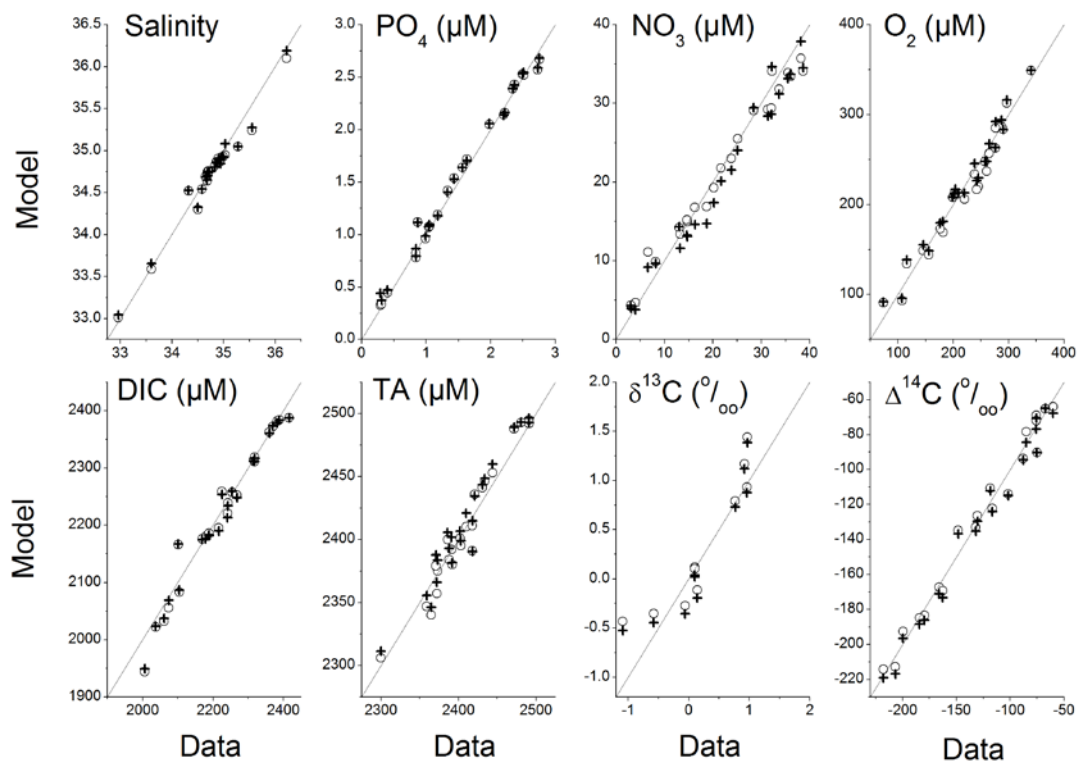 Salinity
PO₄ (µM)
NO₃ (µM)
O₂ (µM)
36.5
36.0
35.5
35.0
34.5
34.0
33.5
33.0
33 34 35 36
3.0
2.5
2.0
1.5
1.0
0.5
0.0
0 1 2 3
40
30
20
10
0
0 10 20 30 40
400
300
200
100
100 200 300 400
Model
DIC (µM)
TA (µM)
δ¹³C (⁰/₀₀)
Δ¹⁴C (⁰/₀₀)
2400
2300
2200
2100
2000
1900
2000 2200 2400
2500
2450
2400
2350
2300
2300 2400 2500
2.0
1.5
1.0
0.5
0.0
-0.5
-1.0
-1 0 1 2
-60
-80
-100
-120
-140
-160
-180
-200
-220
-200 -150 -100 -50
Model
Data Data Data Data